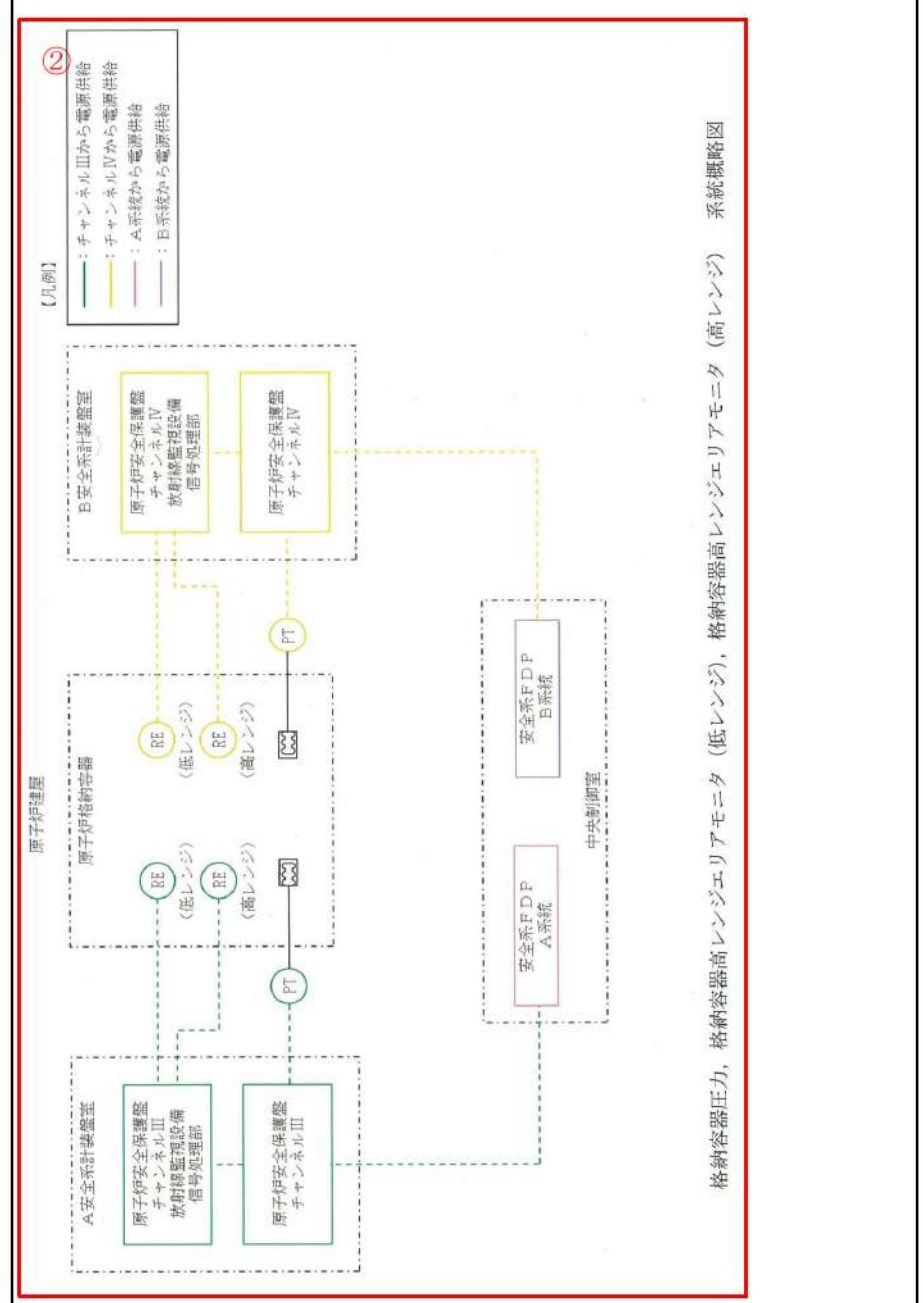 ②
【凡例】
：チャンネルⅢから電源供給
：チャンネルⅣから電源供給
：A系統から電源供給
：B系統から電源供給
原子炉建屋
A安全系計装盤室
原子炉安全保護盤
チャンネルⅢ
放射線監視設備
信号処理部
原子炉安全保護盤
チャンネルⅢ
原子炉格納容器
RE
(低レンジ)
RE
(高レンジ)
PT
RE
(低レンジ)
RE
(高レンジ)
PT
B安全系計装盤室
原子炉安全保護盤
チャンネルⅣ
放射線監視設備
信号処理部
原子炉安全保護盤
チャンネルⅣ
安全系FDP
A系統
安全系FDP
B系統
中央制御室
格納容器圧力，格納容器高レンジエリアモニタ（低レンジ），格納容器高レンジエリアモニタ（高レンジ）　系統概略図